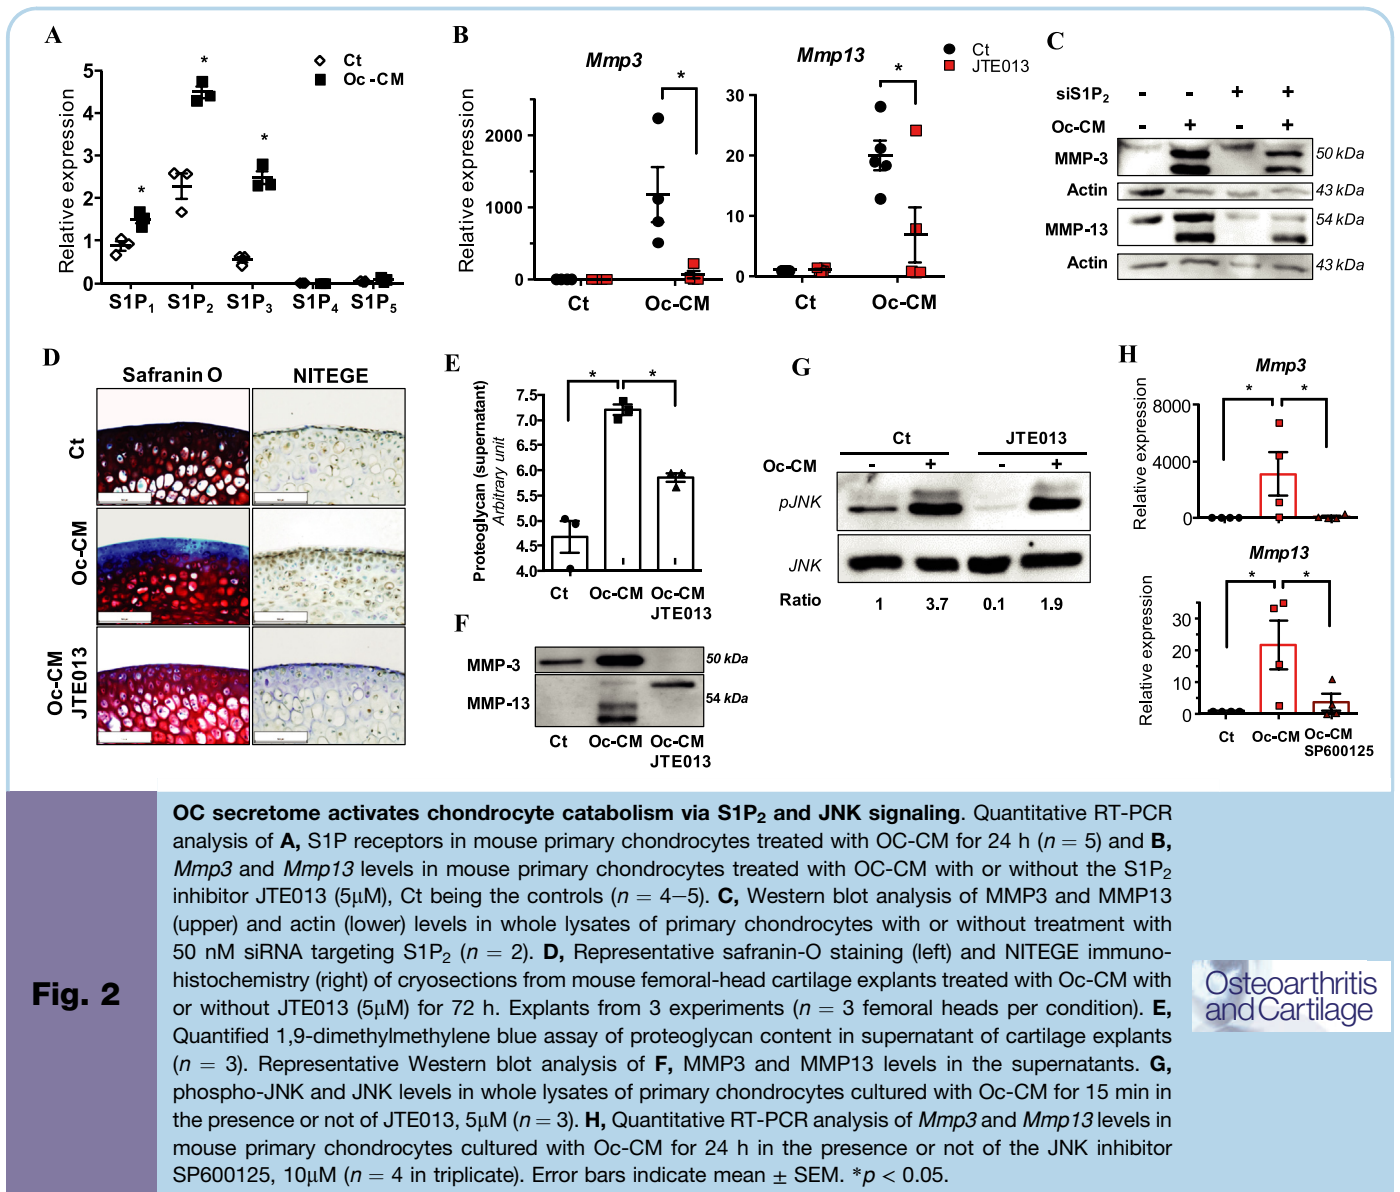 A
Ct
Oc-CM
Relative expression
5
4
3
2
1
0
* * * *
S1P1 S1P2 S1P3 S1P4 S1P5
B
Mmp3
Mmp13
Ct
JTE013
*
*
2000
1000
0
30
20
10
0
Ct Oc-CM
Ct Oc-CM
C
siS1P2 - - + +
Oc-CM - + - +
MMP-3 50 kDa
Actin 43 kDa
MMP-13 54 kDa
Actin 43 kDa
D
Safranin O NITEGE
Ct
Oc-CM
Oc-CM
JTE013
E
Proteoglycan (supernatant)
Arbitrary unit
* *
7.5
7.0
6.5
6.0
5.5
5.0
4.5
4.0
Ct Oc-CM Oc-CM
JTE013
F
MMP-3 50 kDa
MMP-13 54 kDa
Ct Oc-CM Oc-CM
JTE013
G
Ct JTE013
Oc-CM - + - +
pJNK
JNK
Ratio 1 3.7 0.1 1.9
H
Mmp3
* *
Relative expression
8000
4000
0
Mmp13
* *
Relative expression
30
20
10
0
Ct Oc-CM Oc-CM
SP600125
Fig. 2
OC secretome activates chondrocyte catabolism via S1P2 and JNK signaling. Quantitative RT-PCR
analysis of A, S1P receptors in mouse primary chondrocytes treated with OC-CM for 24 h (n = 5) and B,
Mmp3 and Mmp13 levels in mouse primary chondrocytes treated with OC-CM with or without the S1P2
inhibitor JTE013 (5μM), Ct being the controls (n = 4–5). C, Western blot analysis of MMP3 and MMP13
(upper) and actin (lower) levels in whole lysates of primary chondrocytes with or without treatment with
50 nM siRNA targeting S1P2 (n = 2). D, Representative safranin-O staining (left) and NITEGE immuno-
histochemistry (right) of cryosections from mouse femoral-head cartilage explants treated with Oc-CM with
or without JTE013 (5μM) for 72 h. Explants from 3 experiments (n = 3 femoral heads per condition). E,
Quantified 1,9-dimethylmethylene blue assay of proteoglycan content in supernatant of cartilage explants
(n = 3). Representative Western blot analysis of F, MMP3 and MMP13 levels in the supernatants. G,
phospho-JNK and JNK levels in whole lysates of primary chondrocytes cultured with Oc-CM for 15 min in
the presence or not of JTE013, 5μM (n = 3). H, Quantitative RT-PCR analysis of Mmp3 and Mmp13 levels in
mouse primary chondrocytes cultured with Oc-CM for 24 h in the presence or not of the JNK inhibitor
SP600125, 10μM (n = 4 in triplicate). Error bars indicate mean ± SEM. *p < 0.05.
Osteoarthritis
and Cartilage